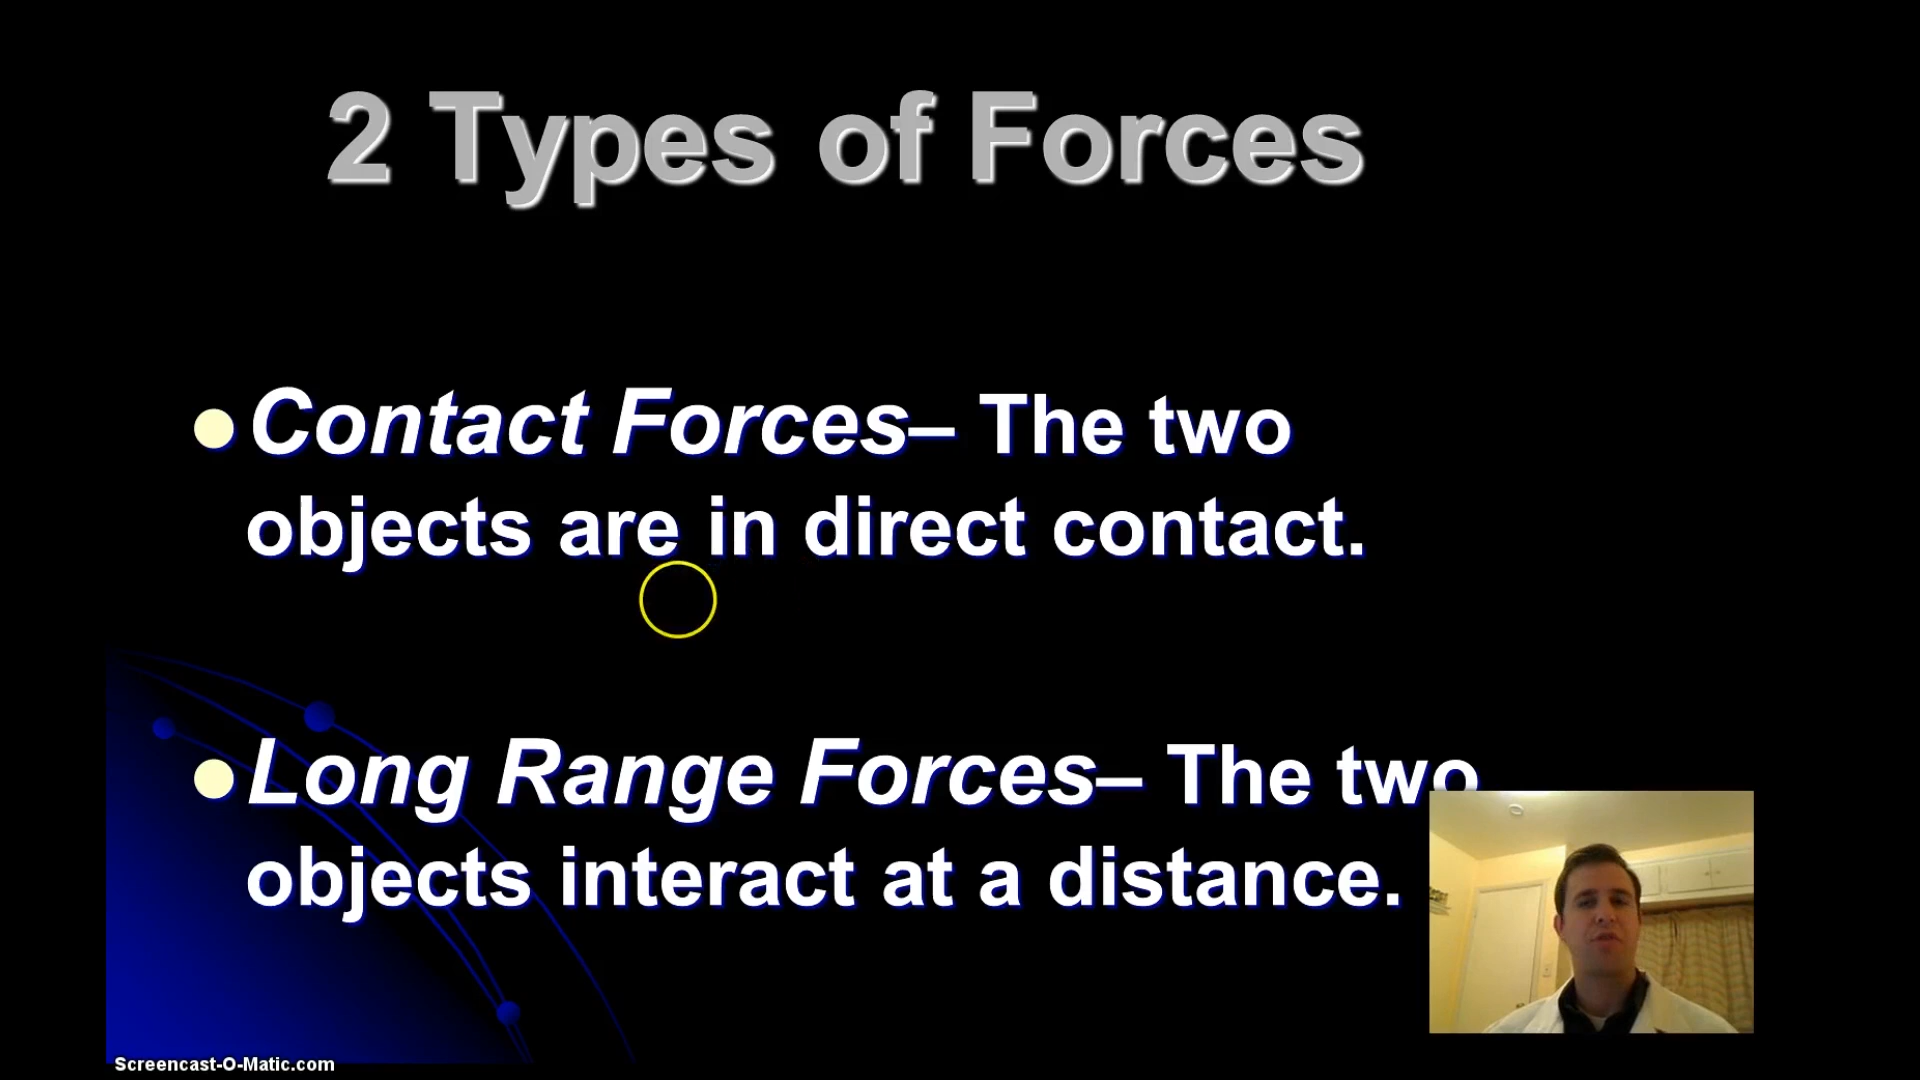 2 Types of Forces
Contact Forces– The two
objects are in direct contact.
Long Range Forces– The two
objects interact at a distance.
Screencast-O-Matic.com